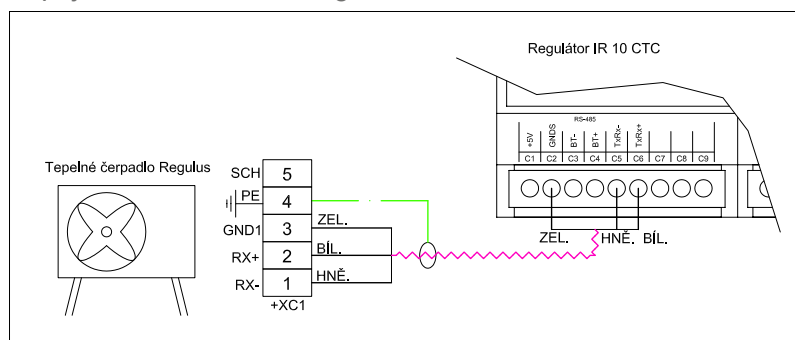 Regulátor IR 10 CTC
RS-485
+5V GNDS BT- BT+ TxRx- TxRx+
C1 C2 C3 C4 C5 C6 C7 C8 C9
ZEL. HNĚ. BÍL.
Tepelné čerpadlo Regulus
SCH 5
PE 4
GND1 3 ZEL.
RX+ 2 BÍL.
RX- 1 HNĚ.
+XC1